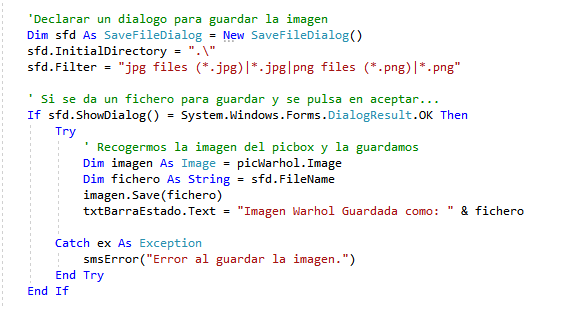 'Declarar un dialogo para guardar la imagen
Dim sfd As SaveFileDialog = New SaveFileDialog()
sfd.InitialDirectory = ".\"
sfd.Filter = "jpg files (*.jpg)|*.jpg|png files (*.png)|*.png"
' Si se da un fichero para guardar y se pulsa en aceptar...
If sfd.ShowDialog() = System.Windows.Forms.DialogResult.OK Then
Try
' Recogermos la imagen del picbox y la guardamos
Dim imagen As Image = picWarhol.Image
Dim fichero As String = sfd.FileName
imagen.Save(fichero)
txtBarraEstado.Text = "Imagen Warhol Guardada como: " & fichero
Catch ex As Exception
smsError("Error al guardar la imagen.")
End Try
End If